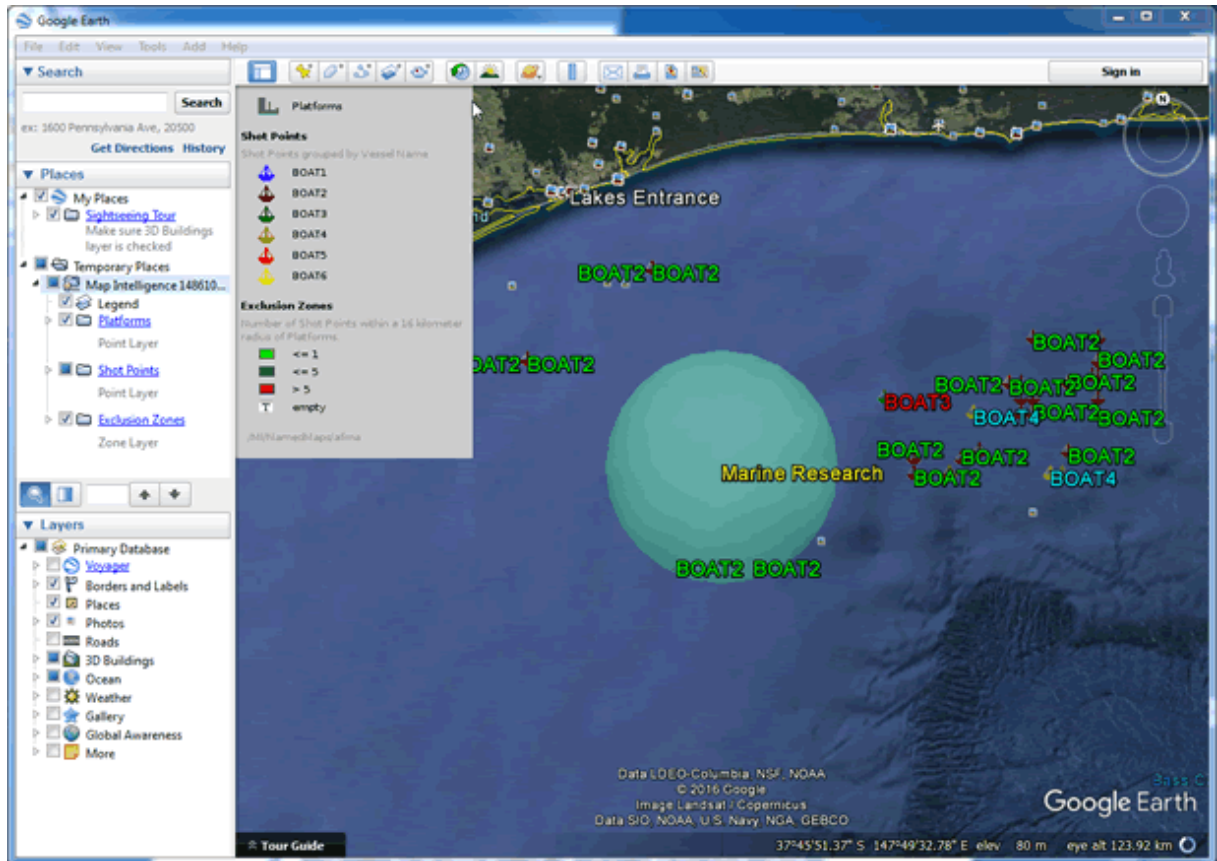 Google Earth
File Edit View Tools Add Help
Search
Search
ex: 1600 Pennsylvania Ave, 20500
Get Directions History
Places
My Places
Sightseeing Tour
Make sure 3D Buildings
layer is checked
Temporary Places
Map Intelligence 148610...
Legend
Platforms
Point Layer
Shot Points
Point Layer
Exclusion Zones
Zone Layer
Layers
Primary Database
Voyager
Borders and Labels
Places
Photos
Roads
3D Buildings
Ocean
Weather
Gallery
Global Awareness
More
Sign in
Platforms
Shot Points
Shot Points grouped by Vessel Name
BOAT1
BOAT2
BOAT3
BOAT4
BOAT5
BOAT6
Exclusion Zones
Number of Shot Points within a 16 kilometer
radius of Platforms.
<= 1
<= 5
> 5
empty
Lakes Entrance
BOAT2 BOAT2
BOAT2
OAT2 BOAT2
BOAT2
BOAT2 BOAT2 BOAT2
BOAT3
BOAT4 BOAT2 BOAT2
BOAT2 BOAT2 BOAT2
Marine Research BOAT2 BOAT4
BOAT2 BOAT2
Data LDEO-Columbia, NSF, NOAA
© 2016 Google
Image Landsat / Copernicus
Data SIO, NOAA, U.S. Navy, NGA, GEBCO
Bass C
Google Earth
Tour Guide
37°45'51.37" S 147°49'32.78" E elev 80 m eye alt 123.92 km